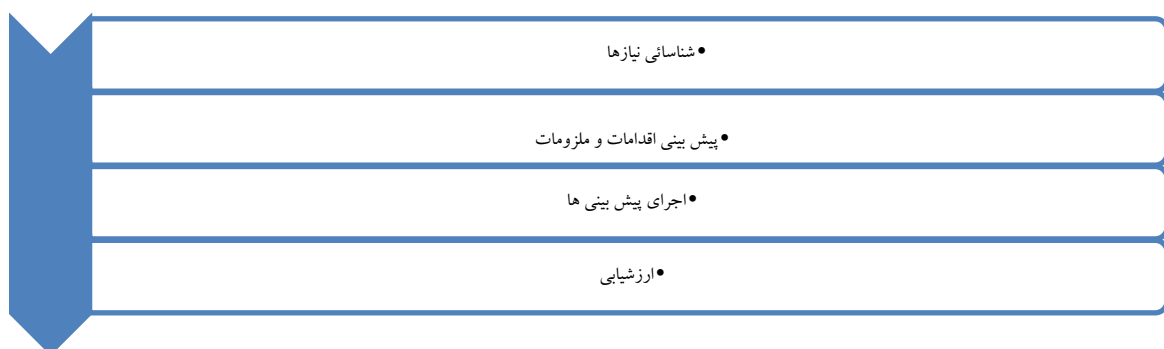 •شناسائی نیازها
•پیش بینی اقدامات و ملزومات
•اجرای پیش بینی ها
•ارزشیابی